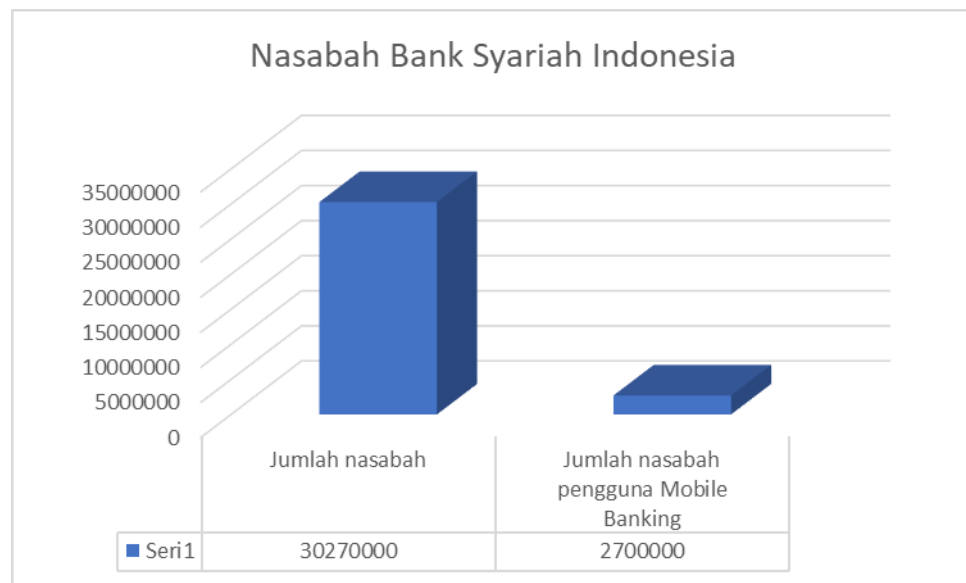 Nasabah Bank Syariah Indonesia
35000000
30000000
25000000
20000000
15000000
10000000
5000000
0
Jumlah nasabah
Jumlah nasabah
pengguna Mobile
Banking
Seri1 30270000 2700000